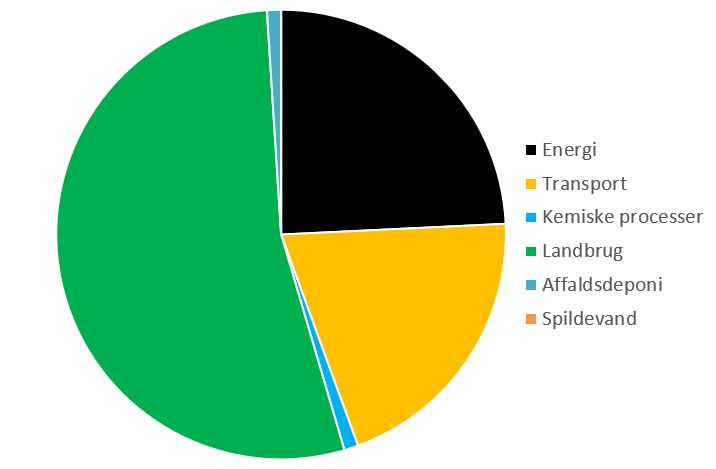 Energi
Transport
Kemiske processer
Landbrug
Affaldsdeponi
Spildevand